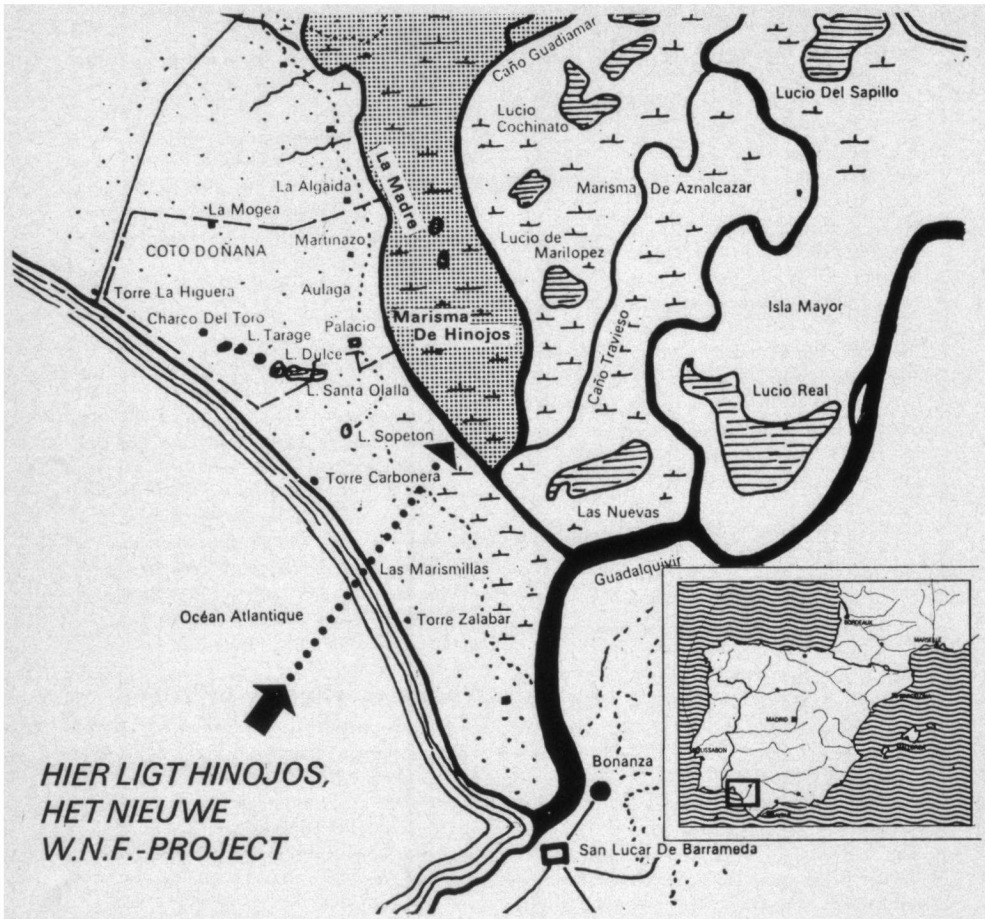 Caño Guadiamar
Lucio Del Sapillo
Lucio
Cochinato
La Madre
La Algaida
Marisma De Aznalcazar
La Mogea
COTO DOÑANA
Martinazo
Lucio de
Marilopez
Torre La Higuera
Aulaga
Isla Mayor
Charco Del Toro
Marisma
De Hinojos
L. Tarage
Palacio
L. Dulce
Caño Travieso
L. Santa Olalla
Lucio Real
L. Sopeton
Torre Carbonera
Las Nuevas
Las Marismillas
Guadalquivir
Océan Atlantique
Torre Zalabar
BORDEAUX
MARSEILLE
MADRID
LISSABON
HIER LIGT HINOJOS,
HET NIEUWE
W.N.F.-PROJECT
Bonanza
San Lucar De Barrameda